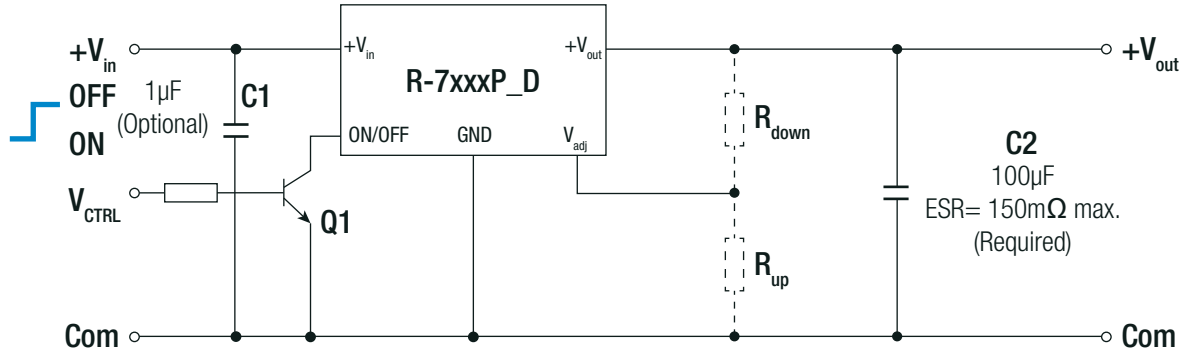 +Vin
OFF
ON
1µF
(Optional)
C1
+Vin
+Vout
R-7xxxP_D
ON/OFF
GND
Vadj
VCTRL
Q1
Rdown
Rup
+Vout
C2
100µF
ESR= 150mΩ max.
(Required)
Com
Com